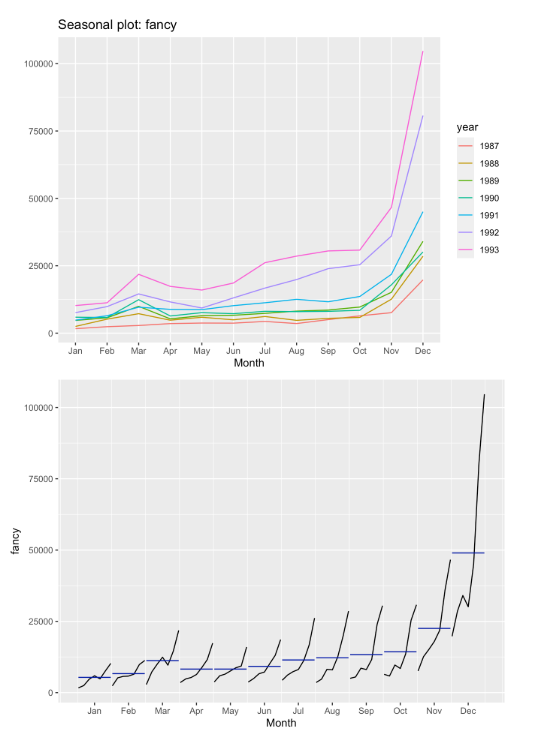 Seasonal plot: fancy
100000
75000
50000
25000
0
Jan Feb Mar Apr May Jun Jul Aug Sep Oct Nov Dec
Month
year
1987
1988
1989
1990
1991
1992
1993
fancy
100000
75000
50000
25000
0
Jan Feb Mar Apr May Jun Jul Aug Sep Oct Nov Dec
Month